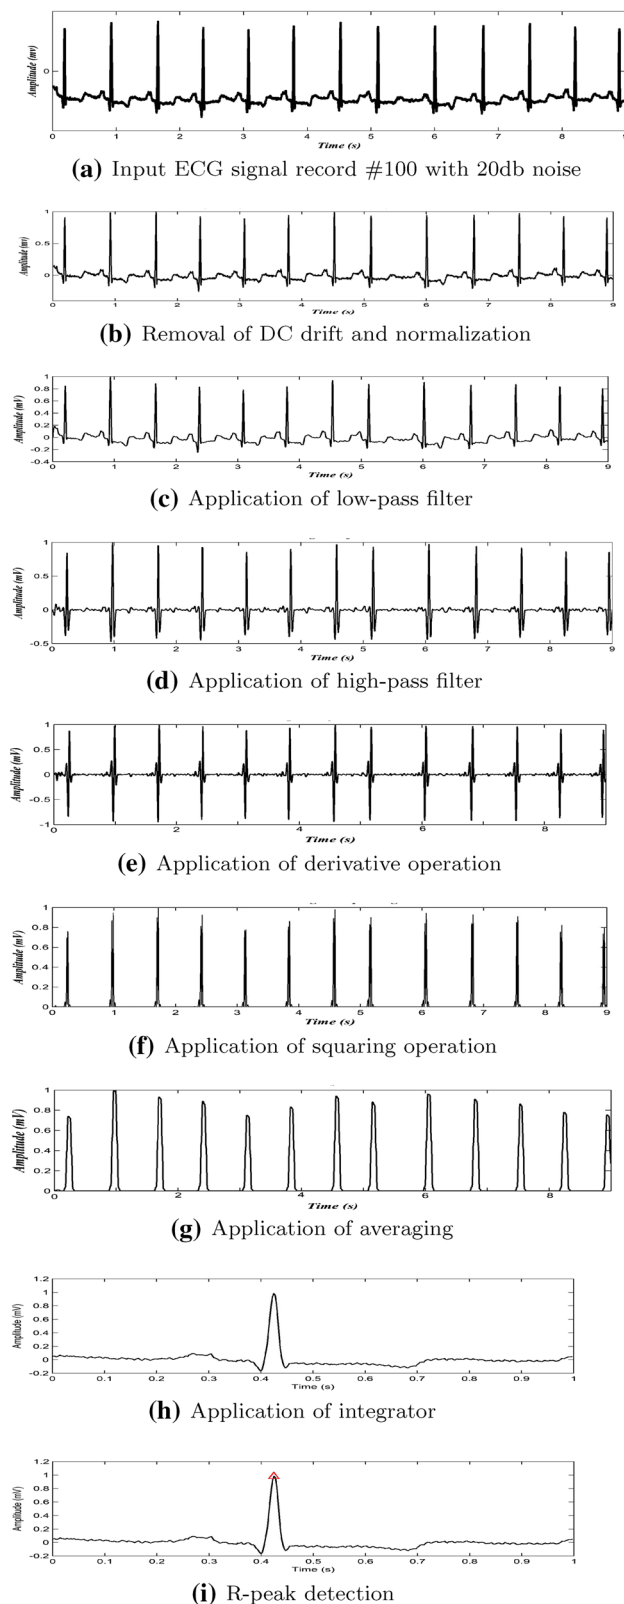 Amplitude (mv)
0
0 1 2 3 4 5 6 7 8 9
Time (s)
(a) Input ECG signal record #100 with 20db noise
Amplitude (mv)
1
0.5
0
0 1 2 3 4 5 6 7 8 9
Time (s)
(b) Removal of DC drift and normalization
Amplitude (mV)
1
0.8
0.6
0.4
0.2
0
-0.2
-0.4
0 1 2 3 4 5 6 7 8 9
Time (s)
(c) Application of low-pass filter
Amplitude (mV)
1
0.5
0
-0.5
0 1 2 3 4 5 6 7 8 9
Time (s)
(d) Application of high-pass filter
Amplitude (mV)
1
0.5
0
-0.5
-1
0 2 4 6 8
Time (s)
(e) Application of derivative operation
Amplitude (mV)
1
0.8
0.6
0.4
0.2
0
0 1 2 3 4 5 6 7 8 9
Time (s)
(f) Application of squaring operation
Amplitude (mV)
1
0.8
0.6
0.4
0.2
0
0 2 4 6 8
Time (s)
(g) Application of averaging
Amplitude (mV)
1.2
1
0.8
0.6
0.4
0.2
0
-0.2
0 0.1 0.2 0.3 0.4 0.5 0.6 0.7 0.8 0.9 1
Time (s)
(h) Application of integrator
Amplitude (mV)
1.2
1
0.8
0.6
0.4
0.2
0
-0.2
0 0.1 0.2 0.3 0.4 0.5 0.6 0.7 0.8 0.9 1
Time (s)
(i) R-peak detection